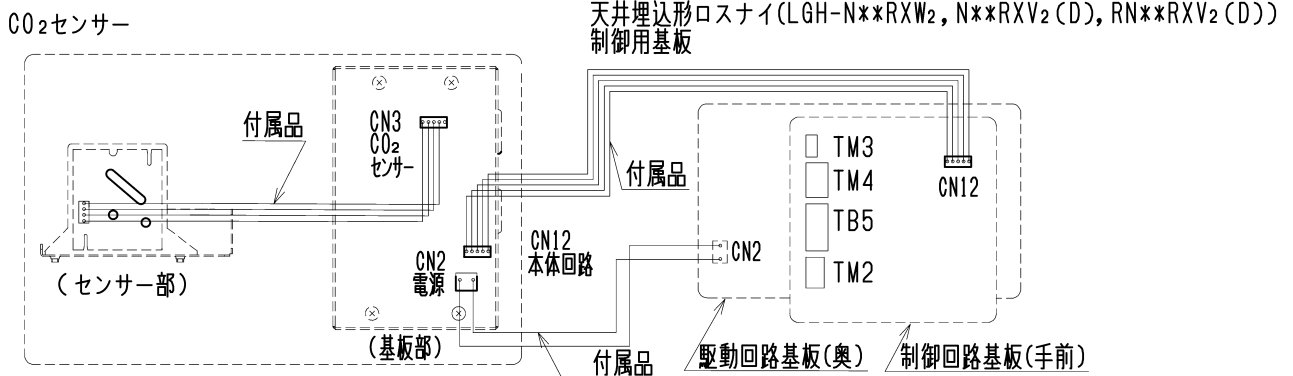 CO₂センサー
天井埋込形ロスナイ(LGH-N**RXW₂, N**RXV₂(D), RN**RXV₂(D))
制御用基板
付属品
CN3
CO₂
センサー
付属品
TM3
TM4
TB5
TM2
CN12
CN12
本体回路
CN2
電源
CN2
(センサー部)
(基板部)
付属品
駆動回路基板(奥)
制御回路基板(手前)